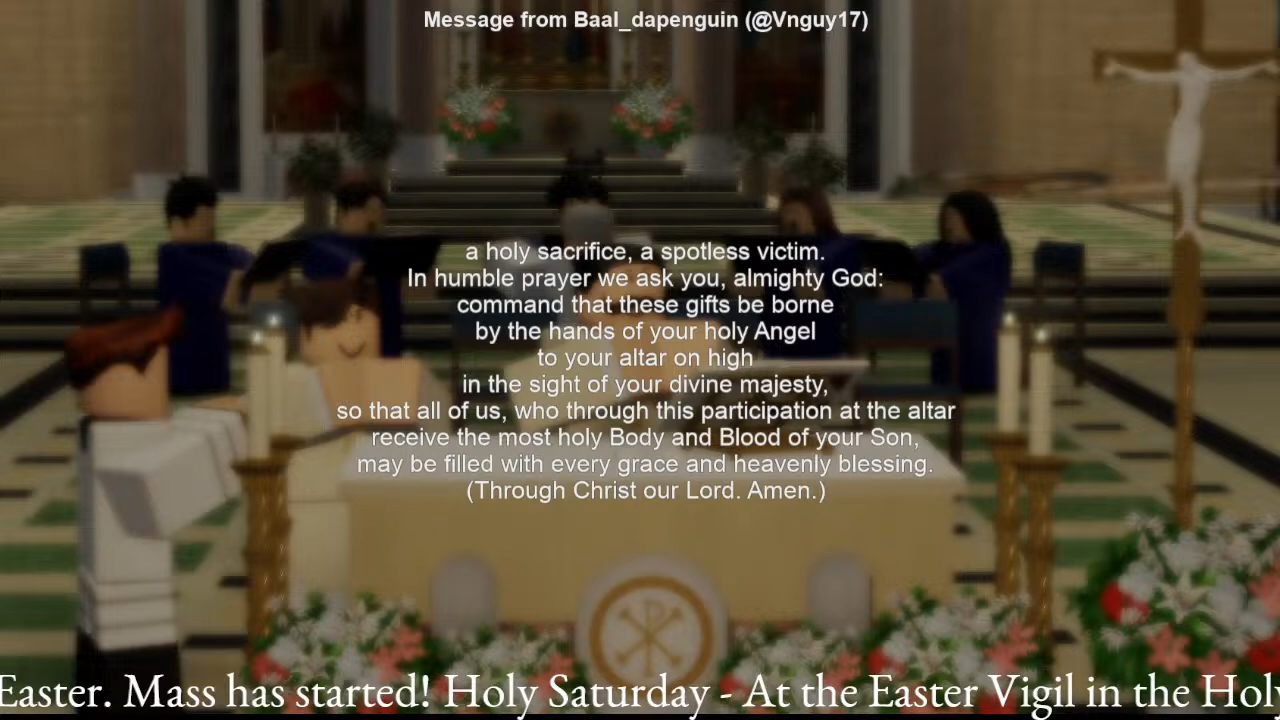 Message from Baal_dapenguin (@Vnguy17)
a holy sacrifice, a spotless victim.
In humble prayer we ask you, almighty God:
command that these gifts be borne
by the hands of your holy Angel
to your altar on high
in the sight of your divine majesty,
so that all of us, who through this participation at the altar
receive the most holy Body and Blood of your Son,
may be filled with every grace and heavenly blessing.
(Through Christ our Lord. Amen.)
Easter. Mass has started! Holy Saturday - At the Easter Vigil in the Holy